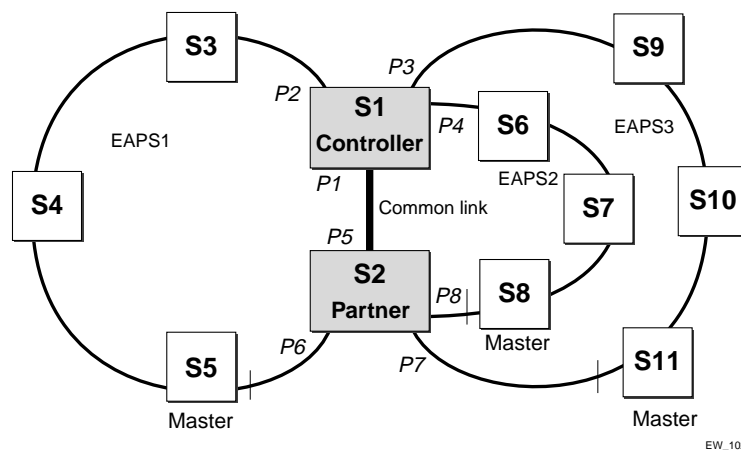 S3
P2
P3
S9
S1
Controller
P4
S6
EAPS3
EAPS1
EAPS2
P1
S4
Common link
S7
S10
P5
S2
Partner
P8
S8
Master
P6
P7
S5
Master
S11
Master